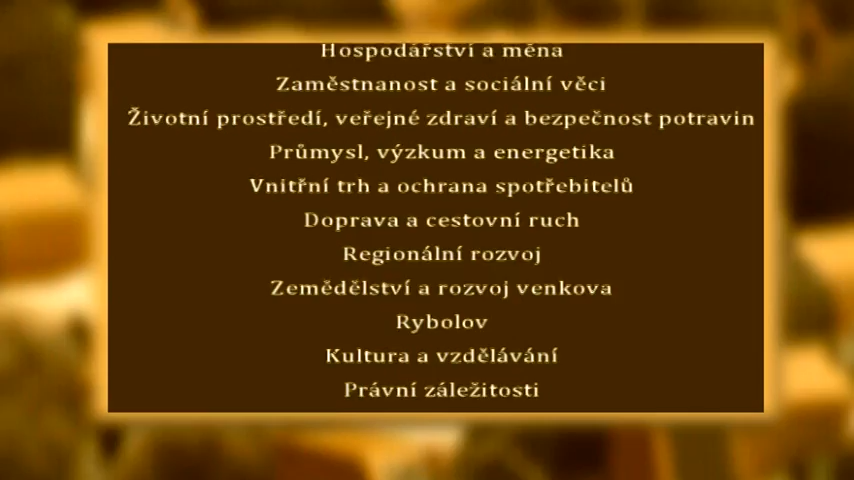 Hospodářství a měna
Zaměstnanost a sociální věci
Životní prostředí, veřejné zdraví a bezpečnost potravin
Průmysl, výzkum a energetika
Vnitřní trh a ochrana spotřebitelů
Doprava a cestovní ruch
Regionální rozvoj
Zemědělství a rozvoj venkova
Rybolov
Kultura a vzdělávání
Právní záležitosti